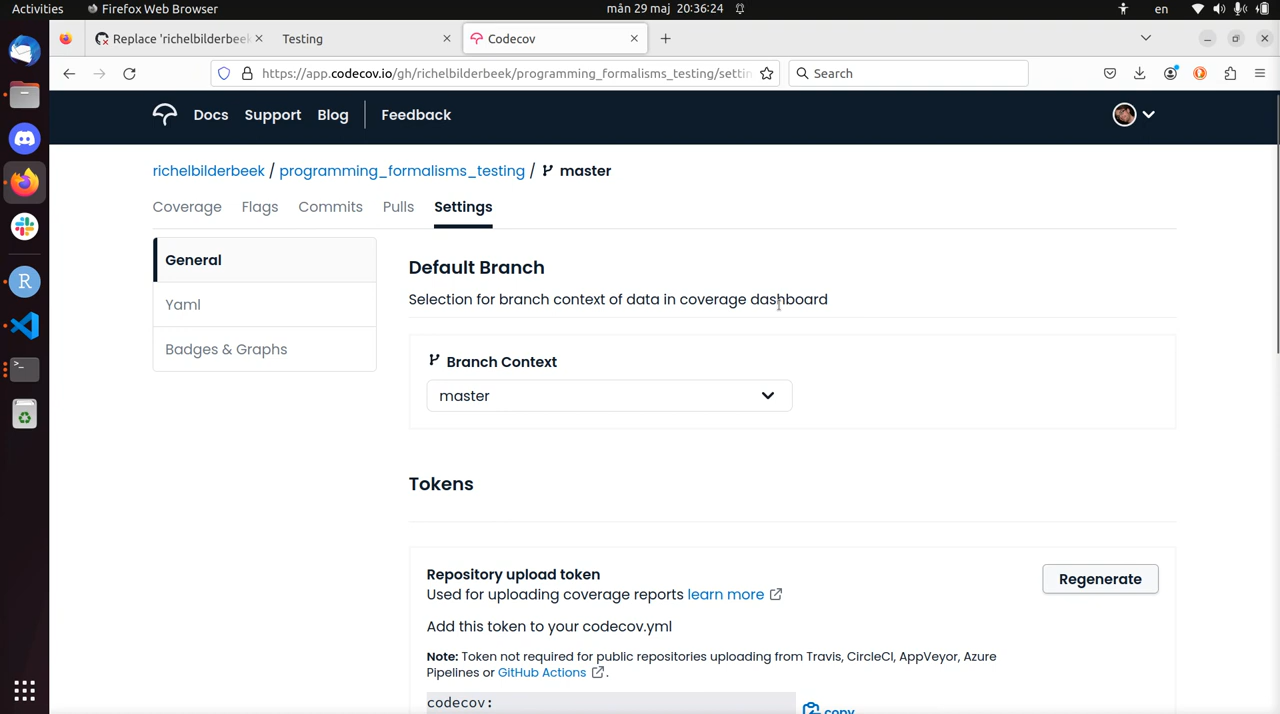 Activities
Firefox Web Browser
mån 29 maj 20:36:24
en
Replace 'richelbilderbeek
Testing
Codecov
https://app.codecov.io/gh/richelbilderbeek/programming_formalisms_testing/settin
Search
Docs
Support
Blog
Feedback
richelbilderbeek / programming_formalisms_testing / master
Coverage
Flags
Commits
Pulls
Settings
General
Yaml
Badges & Graphs
Default Branch
Selection for branch context of data in coverage dashboard
Branch Context
master
Tokens
Repository upload token
Used for uploading coverage reports learn more
Regenerate
Add this token to your codecov.yml
Note: Token not required for public repositories uploading from Travis, CircleCI, AppVeyor, Azure
Pipelines or GitHub Actions .
codecov:
copy